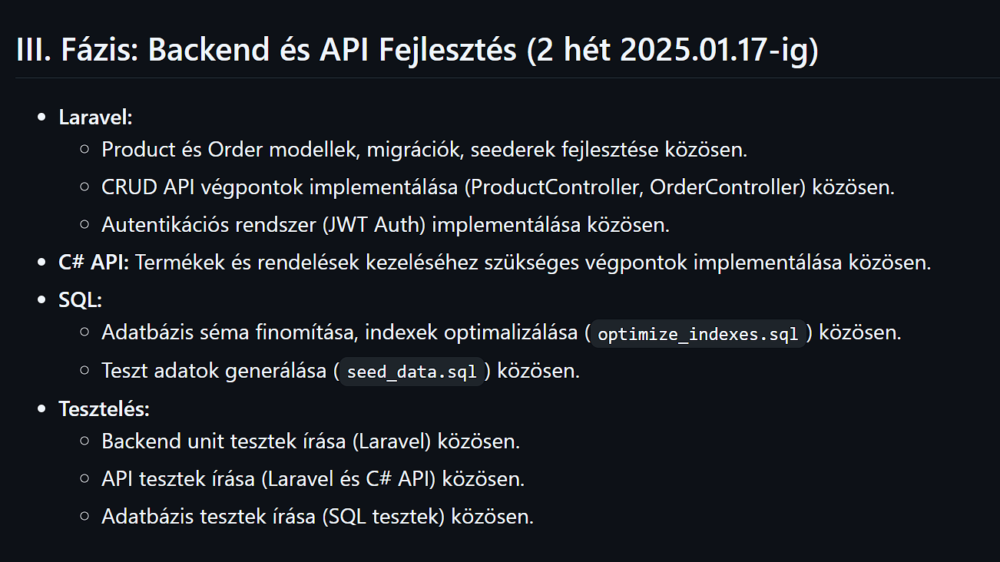 III. Fázis: Backend és API Fejlesztés (2 hét 2025.01.17-ig)
Laravel:
Product és Order modellek, migrációk, seederek fejlesztése közösen.
CRUD API végpontok implementálása (ProductController, OrderController) közösen.
Autentikációs rendszer (JWT Auth) implementálása közösen.
C# API: Termékek és rendelések kezeléséhez szükséges végpontok implementálása közösen.
SQL:
Adatbázis séma finomítása, indexek optimalizálása (optimize_indexes.sql) közösen.
Teszt adatok generálása (seed_data.sql) közösen.
Tesztelés:
Backend unit tesztek írása (Laravel) közösen.
API tesztek írása (Laravel és C# API) közösen.
Adatbázis tesztek írása (SQL tesztek) közösen.